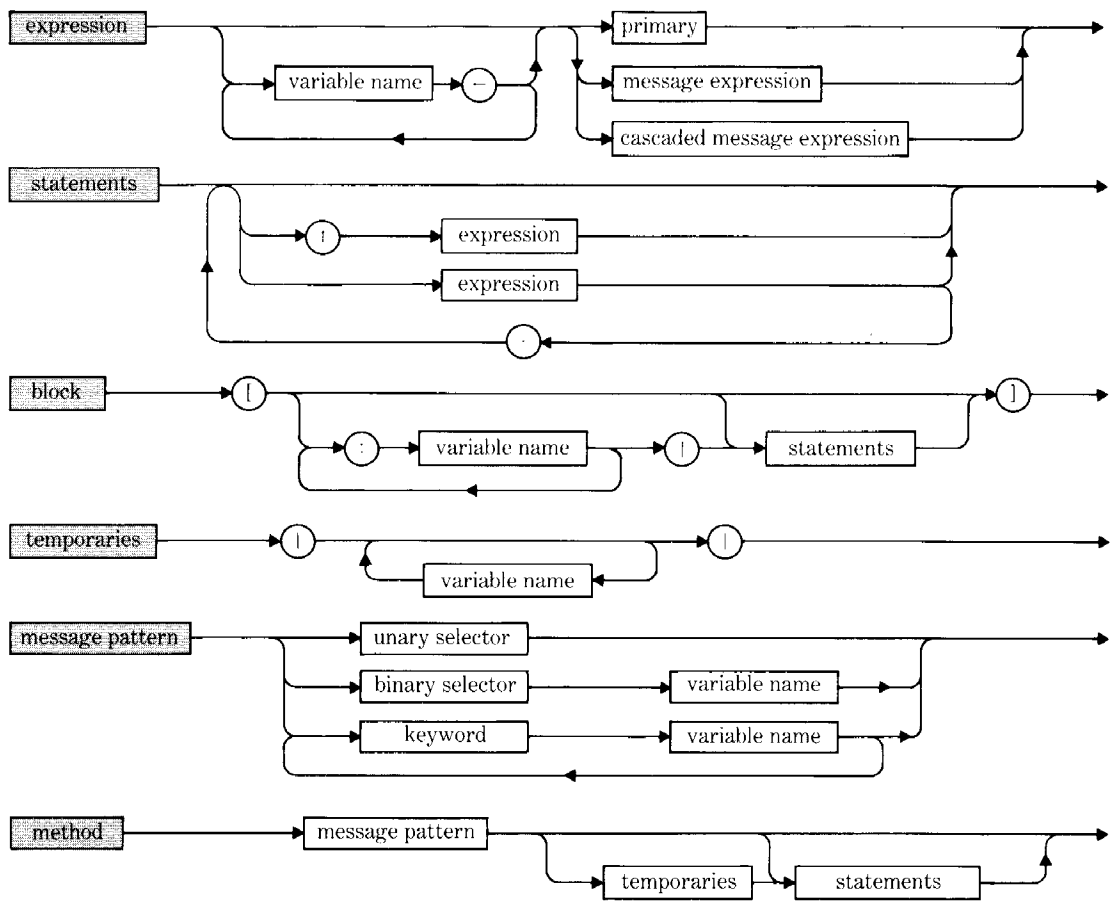 expression
primary
variable name ←
message expression
cascaded message expression
statements
↑ expression
expression
.
block [ ]
: variable name | statements
temporaries | |
variable name
message pattern unary selector
binary selector variable name
keyword variable name
method message pattern
temporaries statements